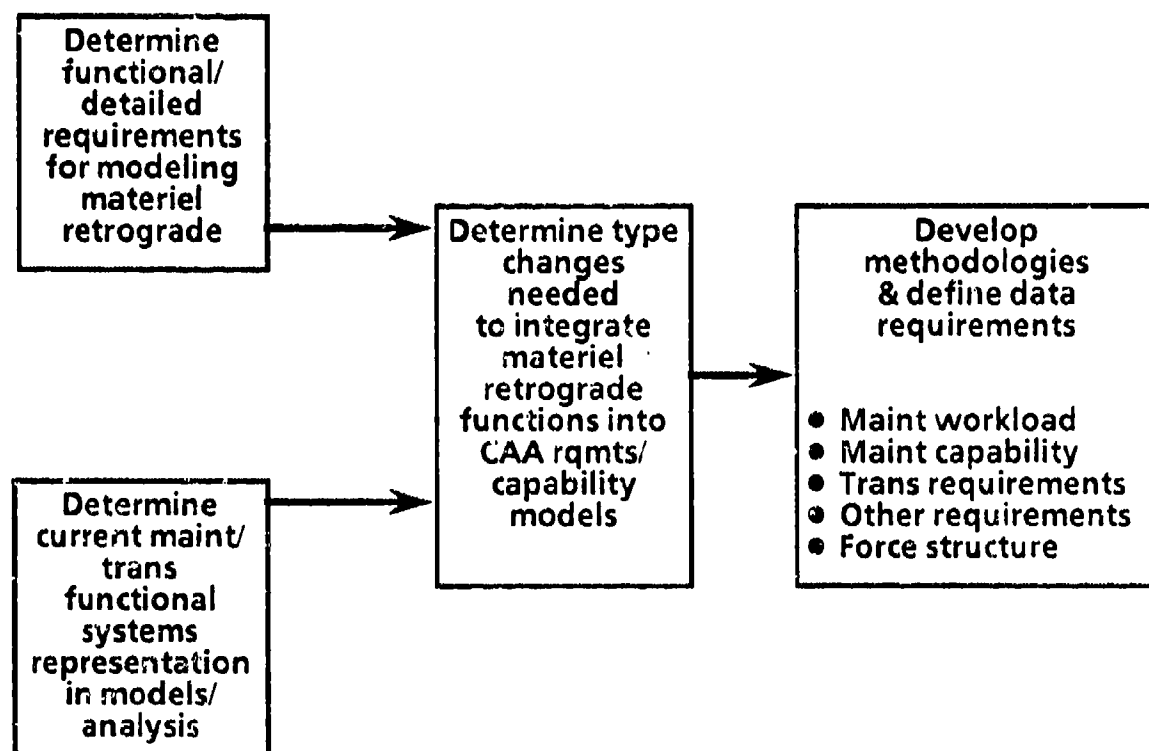 Determine
functional/
detailed
requirements
for modeling
materiel
retrograde
Determine
current maint/
trans
functional
systems
representation
in models/
analysis
Determine type
changes
needed
to integrate
materiel
retrograde
functions into
CAA rqmts/
capability
models
Develop
methodologies
& define data
requirements
● Maint workload
● Maint capability
● Trans requirements
● Other requirements
● Force structure